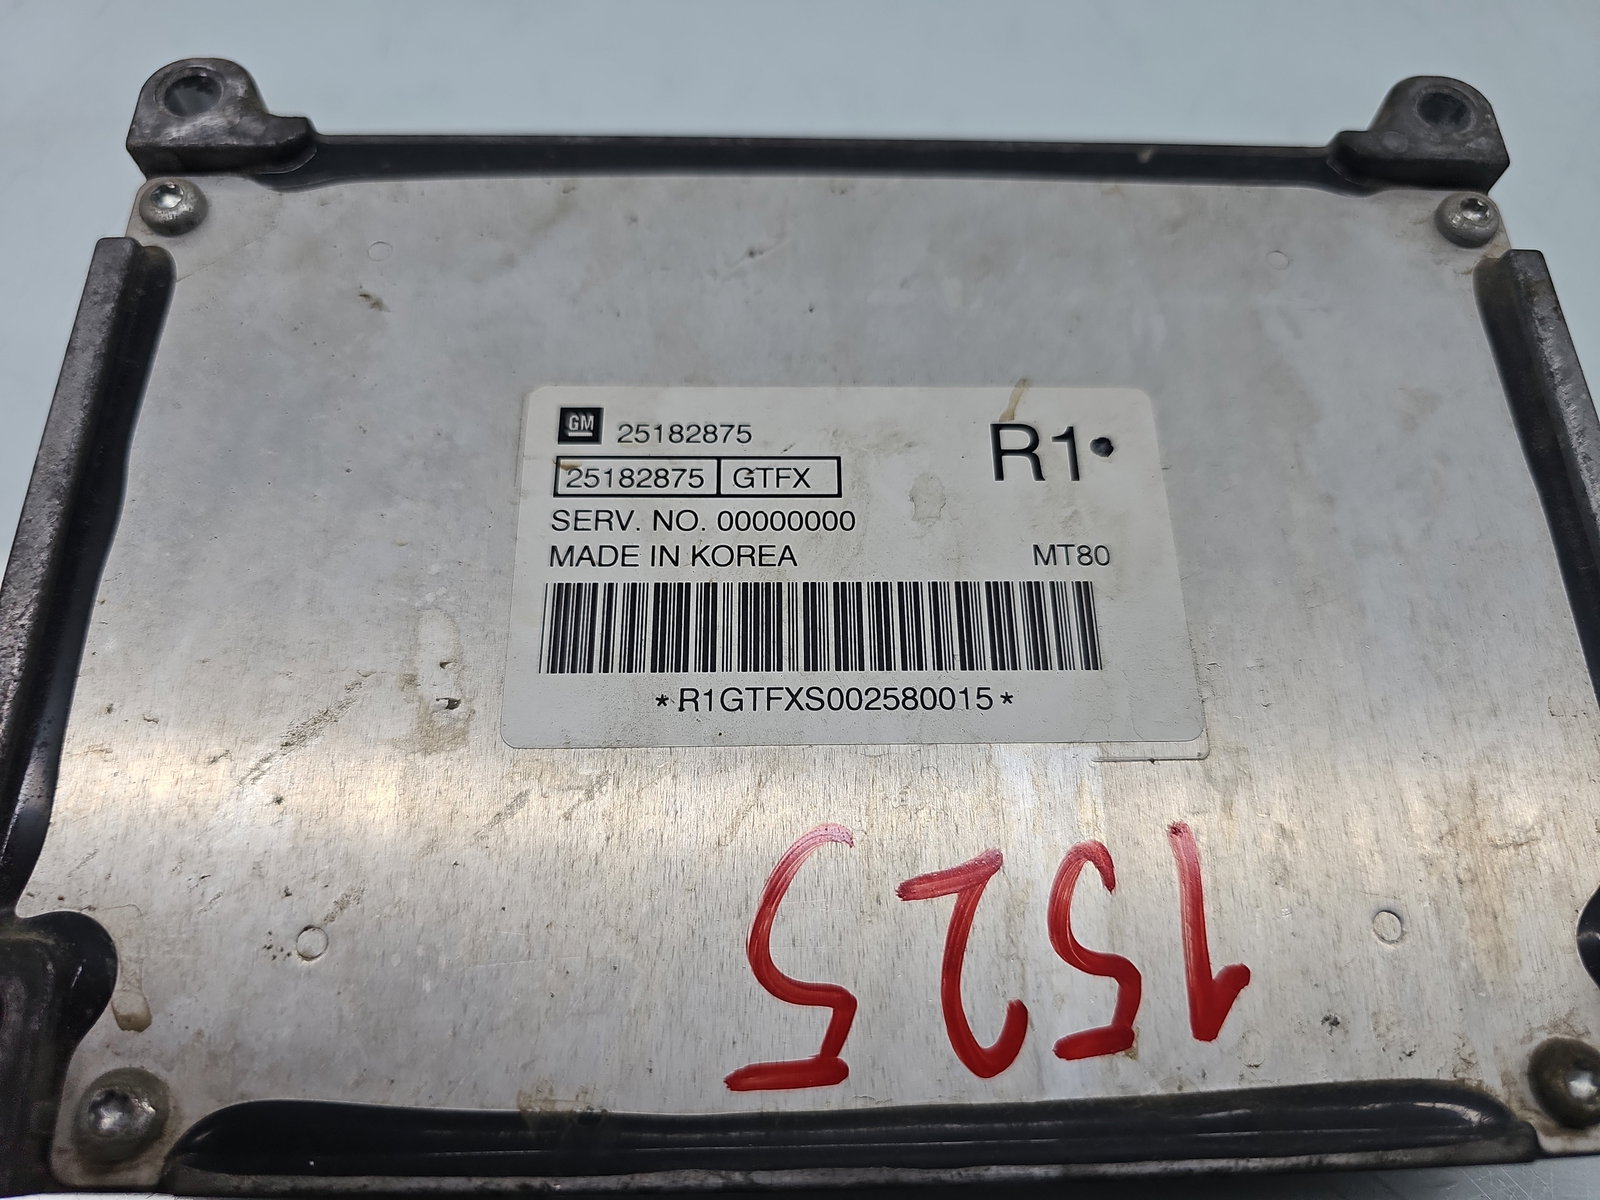 GM 25182875
R1
25182875 GTFX
SERV. NO. 00000000
MADE IN KOREA MT80
*R1GTFXS002580015*
1525